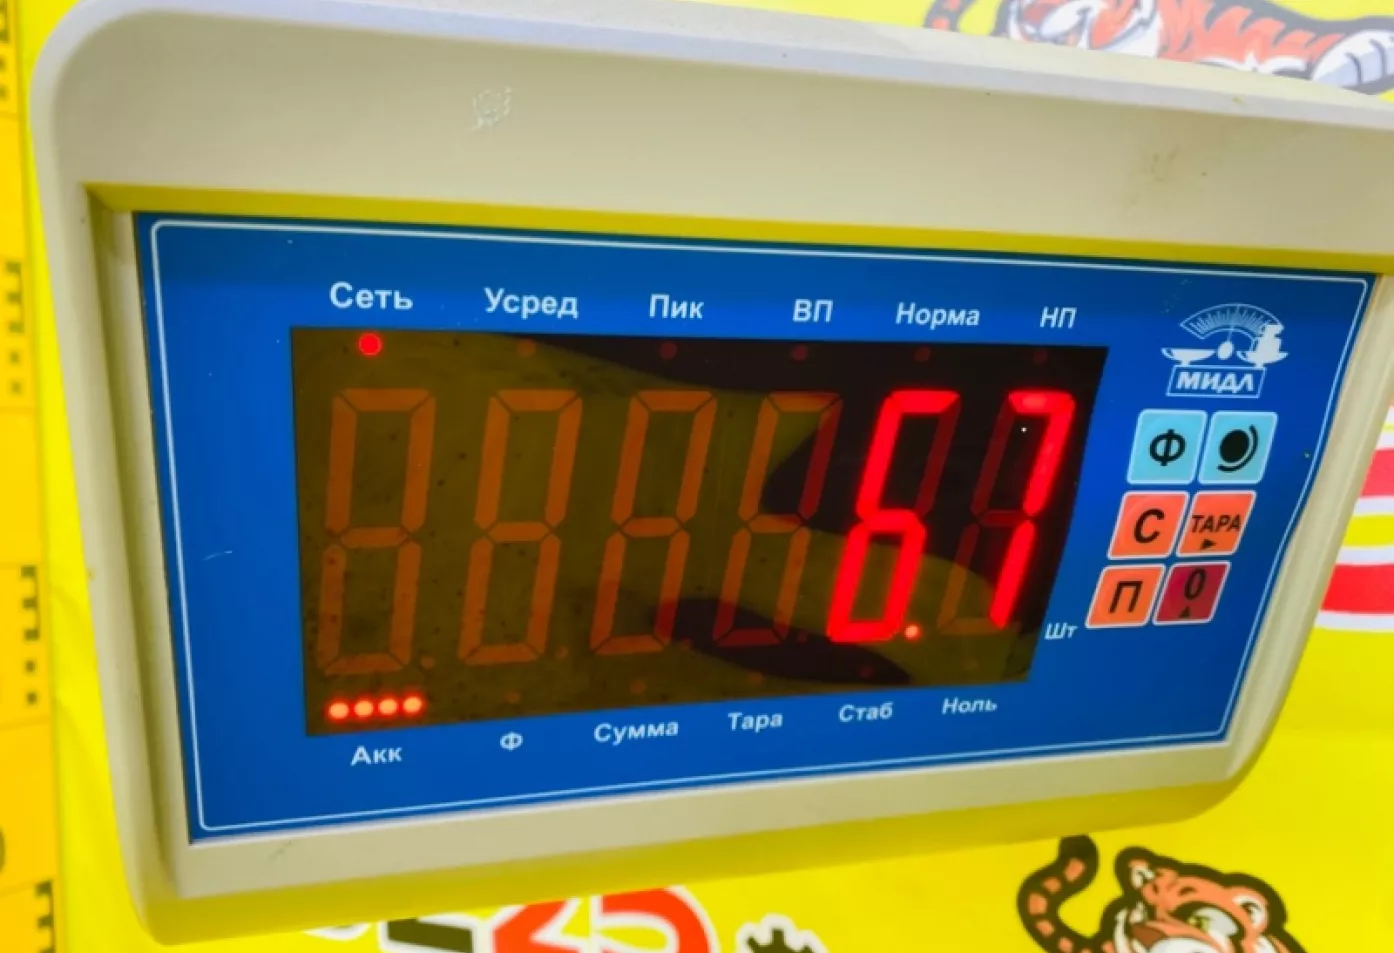 Сеть Усред Пик ВП Норма НП
МИДЛ
6.7
Ф
С ТАРА
П 0
Шт
Акк Ф Сумма Тара Стаб Ноль